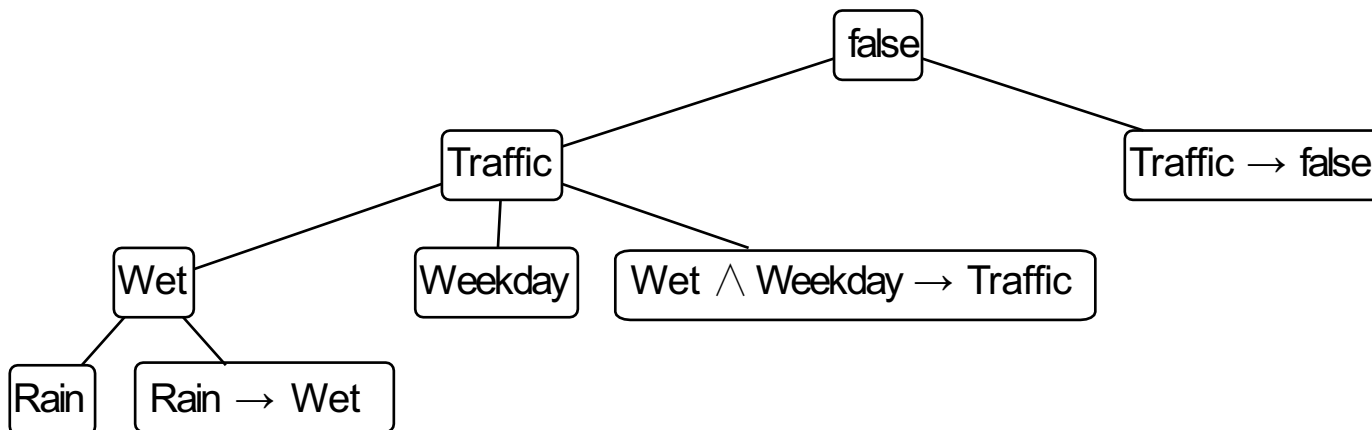 false
Traffic
Traffic → false
Wet
Weekday
Wet ∧ Weekday → Traffic
Rain
Rain → Wet